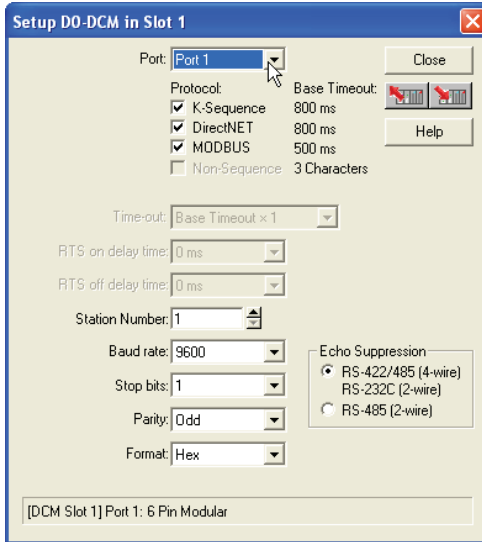 Setup D0-DCM in Slot 1
Port: Port 1
Close
Protocol: Base Timeout:
K-Sequence 800 ms
DirectNET 800 ms
MODBUS 500 ms
Non-Sequence 3 Characters
Help
Time-out: Base Timeout × 1
RTS on delay time: 0 ms
RTS off delay time: 0 ms
Station Number: 1
Baud rate: 9600
Stop bits: 1
Parity: Odd
Format: Hex
Echo Suppression
RS-422/485 (4-wire)
RS-232C (2-wire)
RS-485 (2-wire)
[DCM Slot 1] Port 1: 6 Pin Modular